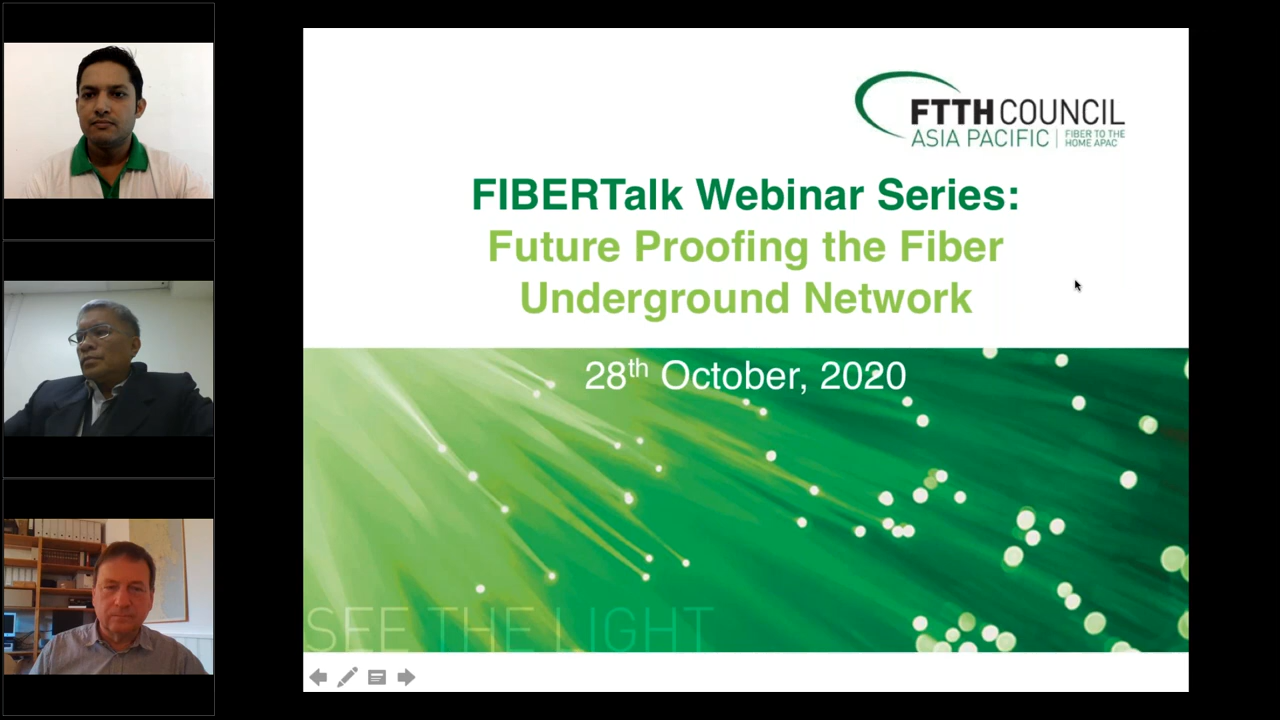 FTTH COUNCIL
ASIA PACIFIC | FIBER TO THE
HOME APAC
FIBERTalk Webinar Series:
Future Proofing the Fiber
Underground Network
28th October, 2020
SEE THE LIGHT